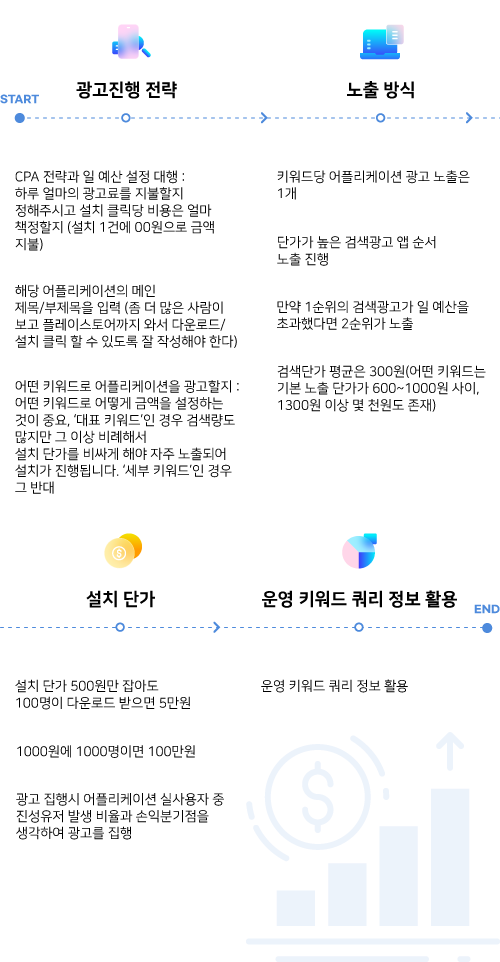 START
광고진행 전략
CPA 전략과 일 예산 설정 대행 :
하루 얼마의 광고료를 지불할지
정해주시고 설치 클릭당 비용은 얼마
책정할지 (설치 1건에 00원으로 금액
지불)
해당 어플리케이션의 메인
제목/부제목을 입력 (좀 더 많은 사람이
보고 플레이스토어까지 와서 다운로드/
설치 클릭 할 수 있도록 잘 작성해야 한다)
어떤 키워드로 어플리케이션을 광고할지 :
어떤 키워드로 어떻게 금액을 설정하는
것이 중요, ‘대표 키워드’인 경우 검색량도
많지만 그 이상 비례해서
설치 단가를 비싸게 해야 자주 노출되어
설치가 진행됩니다. ‘세부 키워드’인 경우
그 반대
노출 방식
키워드당 어플리케이션 광고 노출은
1개
단가가 높은 검색광고 앱 순서
노출 진행
만약 1순위의 검색광고가 일 예산을
초과했다면 2순위가 노출
검색단가 평균은 300원(어떤 키워드는
기본 노출 단가가 600~1000원 사이,
1300원 이상 몇 천원도 존재)
설치 단가
설치 단가 500원만 잡아도
100명이 다운로드 받으면 5만원
1000원에 1000명이면 100만원
광고 집행시 어플리케이션 실사용자 중
진성유저 발생 비율과 손익분기점을
생각하여 광고를 집행
운영 키워드 쿼리 정보 활용
END
운영 키워드 쿼리 정보 활용